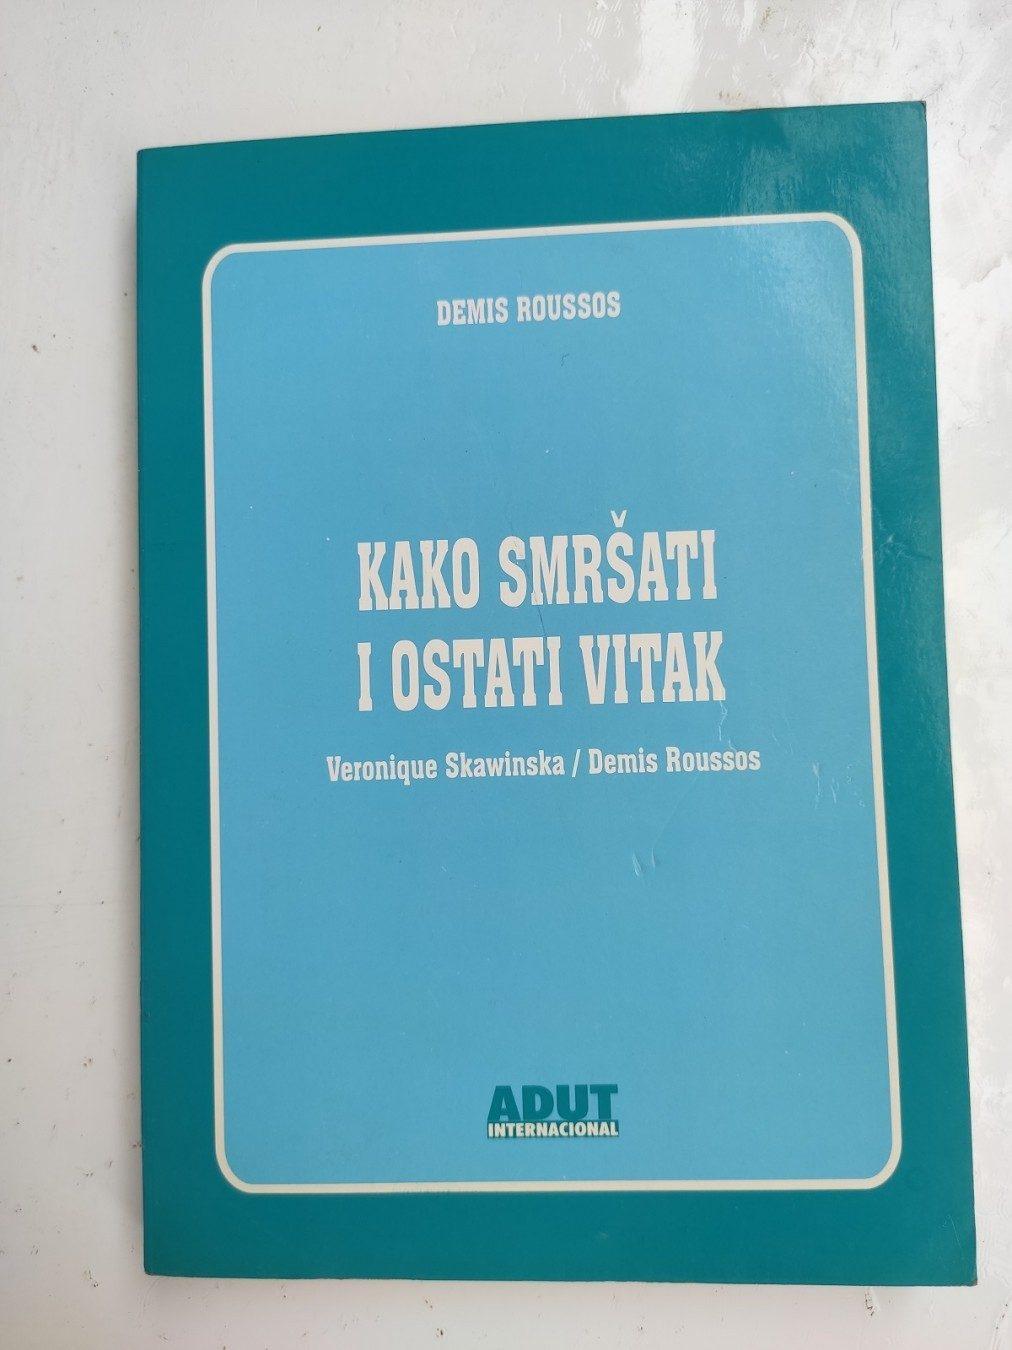 DEMIS ROUSSOS
KAKO SMRŠATI
I OSTATI VITAK
Veronique Skawinska / Demis Roussos
ADUT
INTERNACIONAL